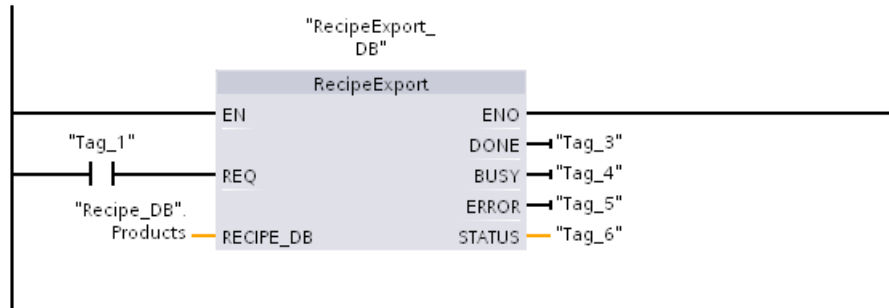 "RecipeExport_
DB"
RecipeExport
EN
ENO
"Tag_1"
DONE
"Tag_3"
REQ
BUSY
"Tag_4"
"Recipe_DB".
ERROR
"Tag_5"
Products
RECIPE_DB
STATUS
"Tag_6"